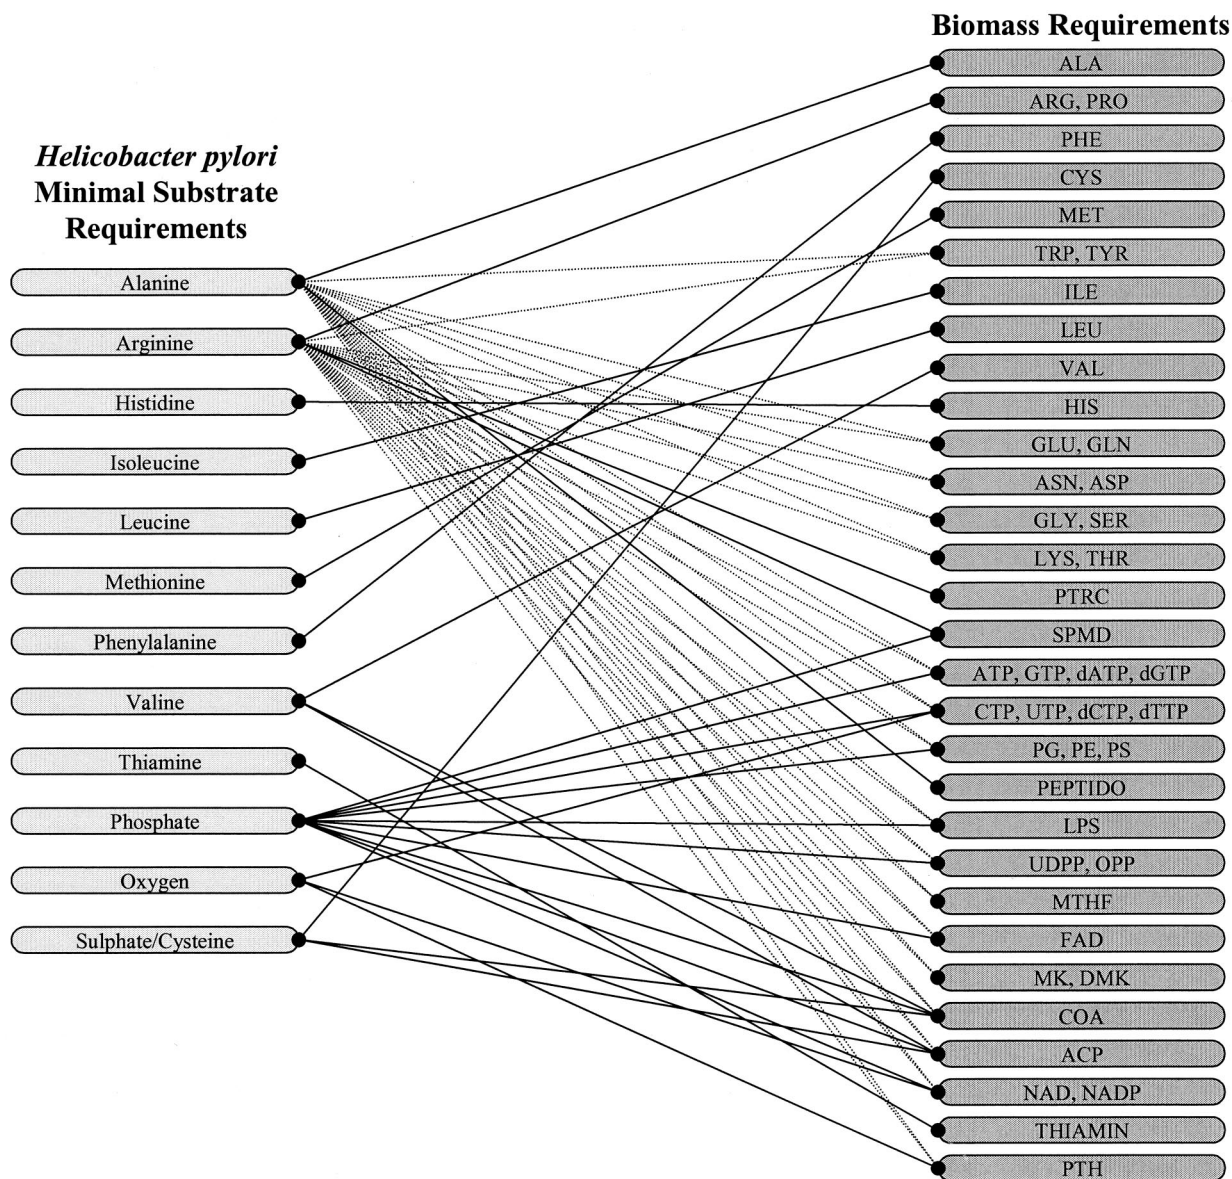 Biomass Requirements
ALA
ARG, PRO
PHE
CYS
MET
TRP, TYR
ILE
LEU
VAL
HIS
GLU, GLN
ASN, ASP
GLY, SER
LYS, THR
PTRC
SPMD
ATP, GTP, dATP, dGTP
CTP, UTP, dCTP, dTTP
PG, PE, PS
PEPTIDO
LPS
UDPP, OPP
MTHF
FAD
MK, DMK
COA
ACP
NAD, NADP
THIAMIN
PTH
Helicobacter pylori
Minimal Substrate
Requirements
Alanine
Arginine
Histidine
Isoleucine
Leucine
Methionine
Phenylalanine
Valine
Thiamine
Phosphate
Oxygen
Sulphate/Cysteine